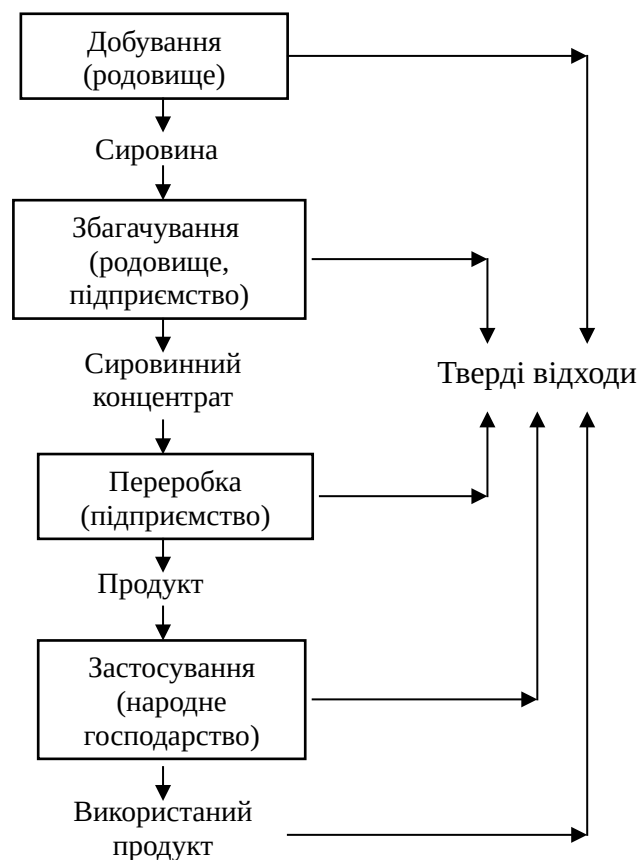 Добування
(родовище)
Сировина
Збагачування
(родовище,
підприємство)
Сировинний
концентрат
Тверді відходи
Переробка
(підприємство)
Продукт
Застосування
(народне
господарство)
Використаний
продукт